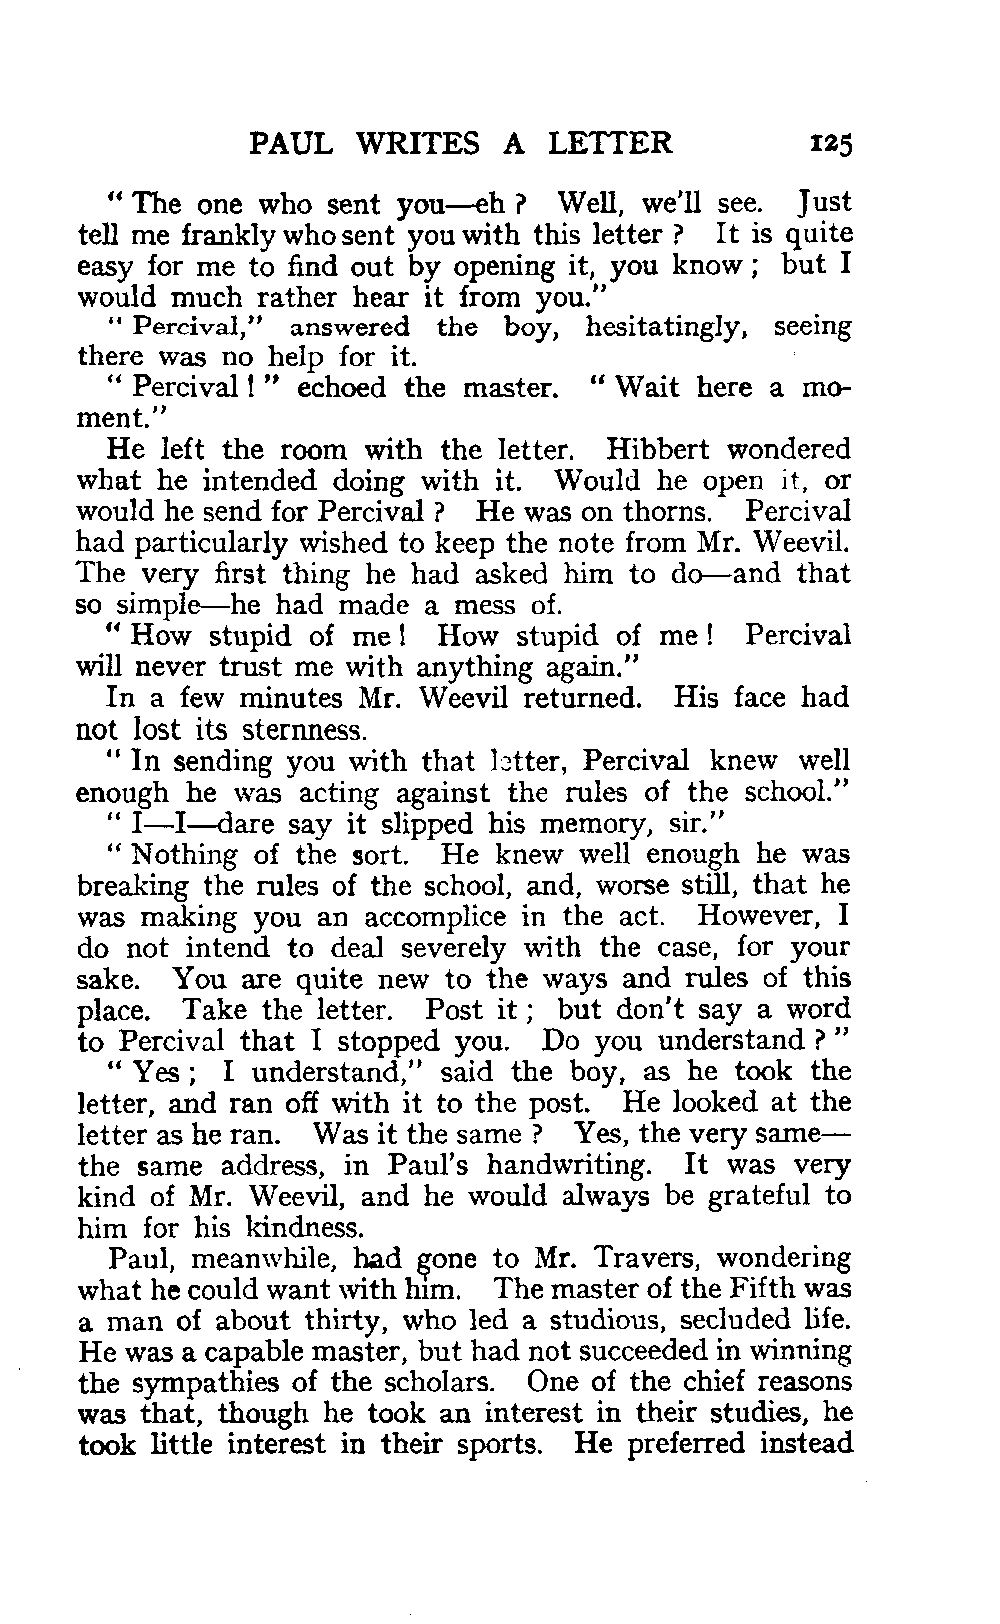 PAUL WRITES A LETTER 125
“ The one who sent you—eh ? Well, we'll see. Just
tell me frankly who sent you with this letter ? It is quite
easy for me to find out by opening it, you know ; but I
would much rather hear it from you.”
“ Percival,” answered the boy, hesitatingly, seeing
there was no help for it.
“ Percival ! ” echoed the master. “ Wait here a mo-
ment.”
He left the room with the letter. Hibbert wondered
what he intended doing with it. Would he open it, or
would he send for Percival ? He was on thorns. Percival
had particularly wished to keep the note from Mr. Weevil.
The very first thing he had asked him to do—and that
so simple—he had made a mess of.
“ How stupid of me ! How stupid of me ! Percival
will never trust me with anything again.”
In a few minutes Mr. Weevil returned. His face had
not lost its sternness.
“ In sending you with that letter, Percival knew well
enough he was acting against the rules of the school.”
“ I—I—dare say it slipped his memory, sir.”
“ Nothing of the sort. He knew well enough he was
breaking the rules of the school, and, worse still, that he
was making you an accomplice in the act. However, I
do not intend to deal severely with the case, for your
sake. You are quite new to the ways and rules of this
place. Take the letter. Post it ; but don't say a word
to Percival that I stopped you. Do you understand ? ”
“ Yes ; I understand,” said the boy, as he took the
letter, and ran off with it to the post. He looked at the
letter as he ran. Was it the same ? Yes, the very same—
the same address, in Paul's handwriting. It was very
kind of Mr. Weevil, and he would always be grateful to
him for his kindness.
Paul, meanwhile, had gone to Mr. Travers, wondering
what he could want with him. The master of the Fifth was
a man of about thirty, who led a studious, secluded life.
He was a capable master, but had not succeeded in winning
the sympathies of the scholars. One of the chief reasons
was that, though he took an interest in their studies, he
took little interest in their sports. He preferred instead